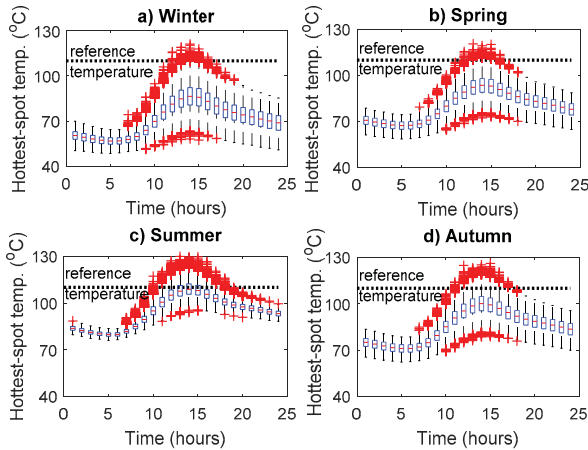 a) Winter
Hottest-spot temp. (°C)
130
100
70
40
reference
temperature
0 5 10 15 20 25
Time (hours)
b) Spring
Hottest-spot temp. (°C)
130
100
70
40
reference
temperature
0 5 10 15 20 25
Time (hours)
c) Summer
Hottest-spot temp. (°C)
130
100
70
40
reference
temperature
0 5 10 15 20 25
Time (hours)
d) Autumn
Hottest-spot temp. (°C)
130
100
70
40
reference
temperature
0 5 10 15 20 25
Time (hours)